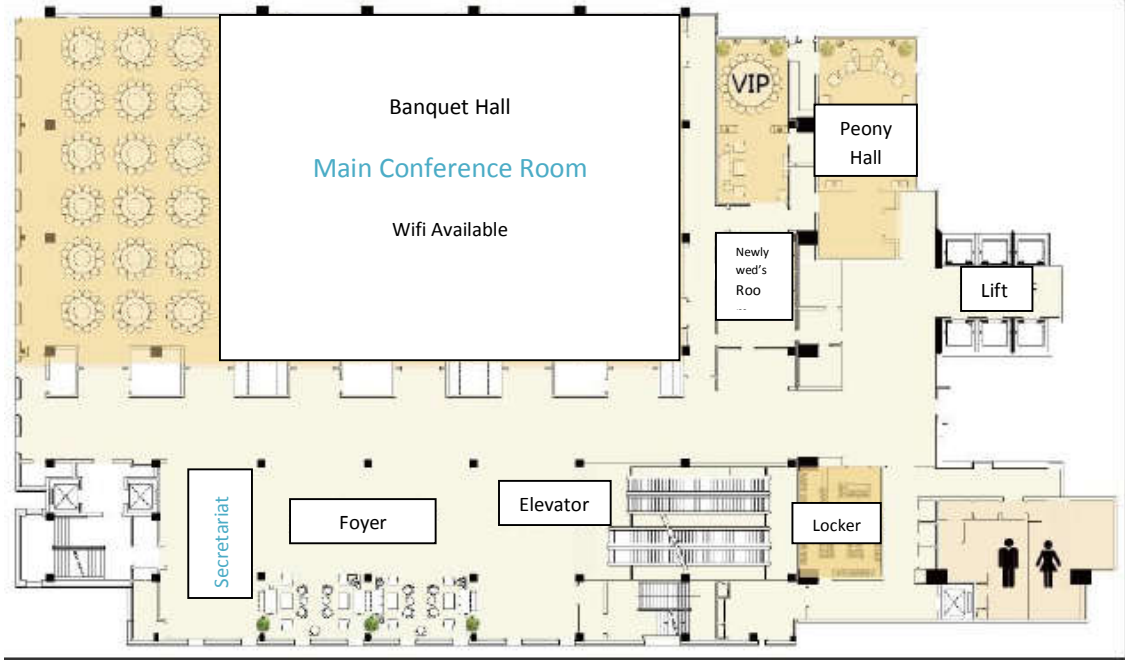 Banquet Hall
Main Conference Room
Wifi Available
VIP
Peony
Hall
Newly
wed's
Roo
Lift
Secretariat
Foyer
Elevator
Locker